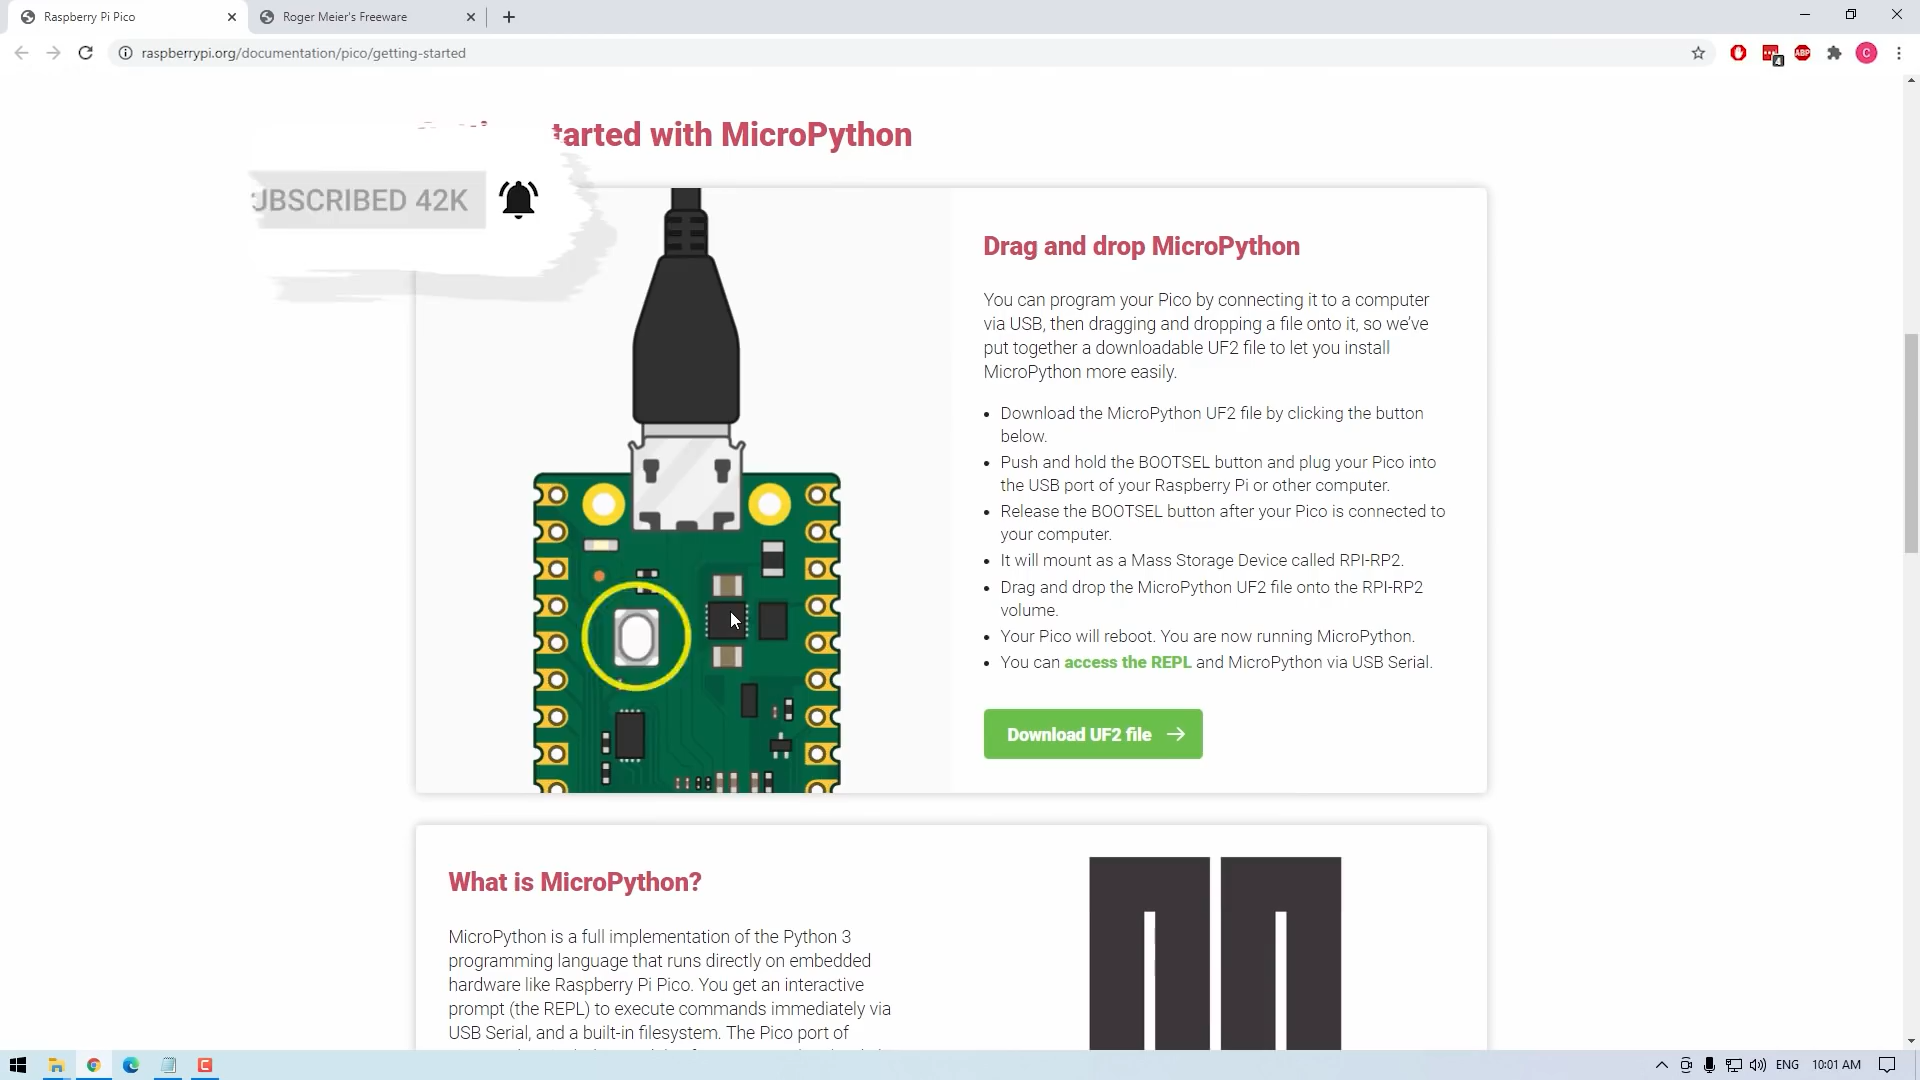 Raspberry Pi Pico
Roger Meier's Freeware
raspberrypi.org/documentation/pico/getting-started
ABP
4
C
tarted with MicroPython
UBSCRIBED 42K
Drag and drop MicroPython
You can program your Pico by connecting it to a computer
via USB, then dragging and dropping a file onto it, so we’ve
put together a downloadable UF2 file to let you install
MicroPython more easily.
• Download the MicroPython UF2 file by clicking the button
below.
• Push and hold the BOOTSEL button and plug your Pico into
the USB port of your Raspberry Pi or other computer.
• Release the BOOTSEL button after your Pico is connected to
your computer.
• It will mount as a Mass Storage Device called RPI-RP2.
• Drag and drop the MicroPython UF2 file onto the RPI-RP2
volume.
• Your Pico will reboot. You are now running MicroPython.
• You can access the REPL and MicroPython via USB Serial.
Download UF2 file →
What is MicroPython?
MicroPython is a full implementation of the Python 3
programming language that runs directly on embedded
hardware like Raspberry Pi Pico. You get an interactive
prompt (the REPL) to execute commands immediately via
USB Serial, and a built-in filesystem. The Pico port of
ENG
10:01 AM